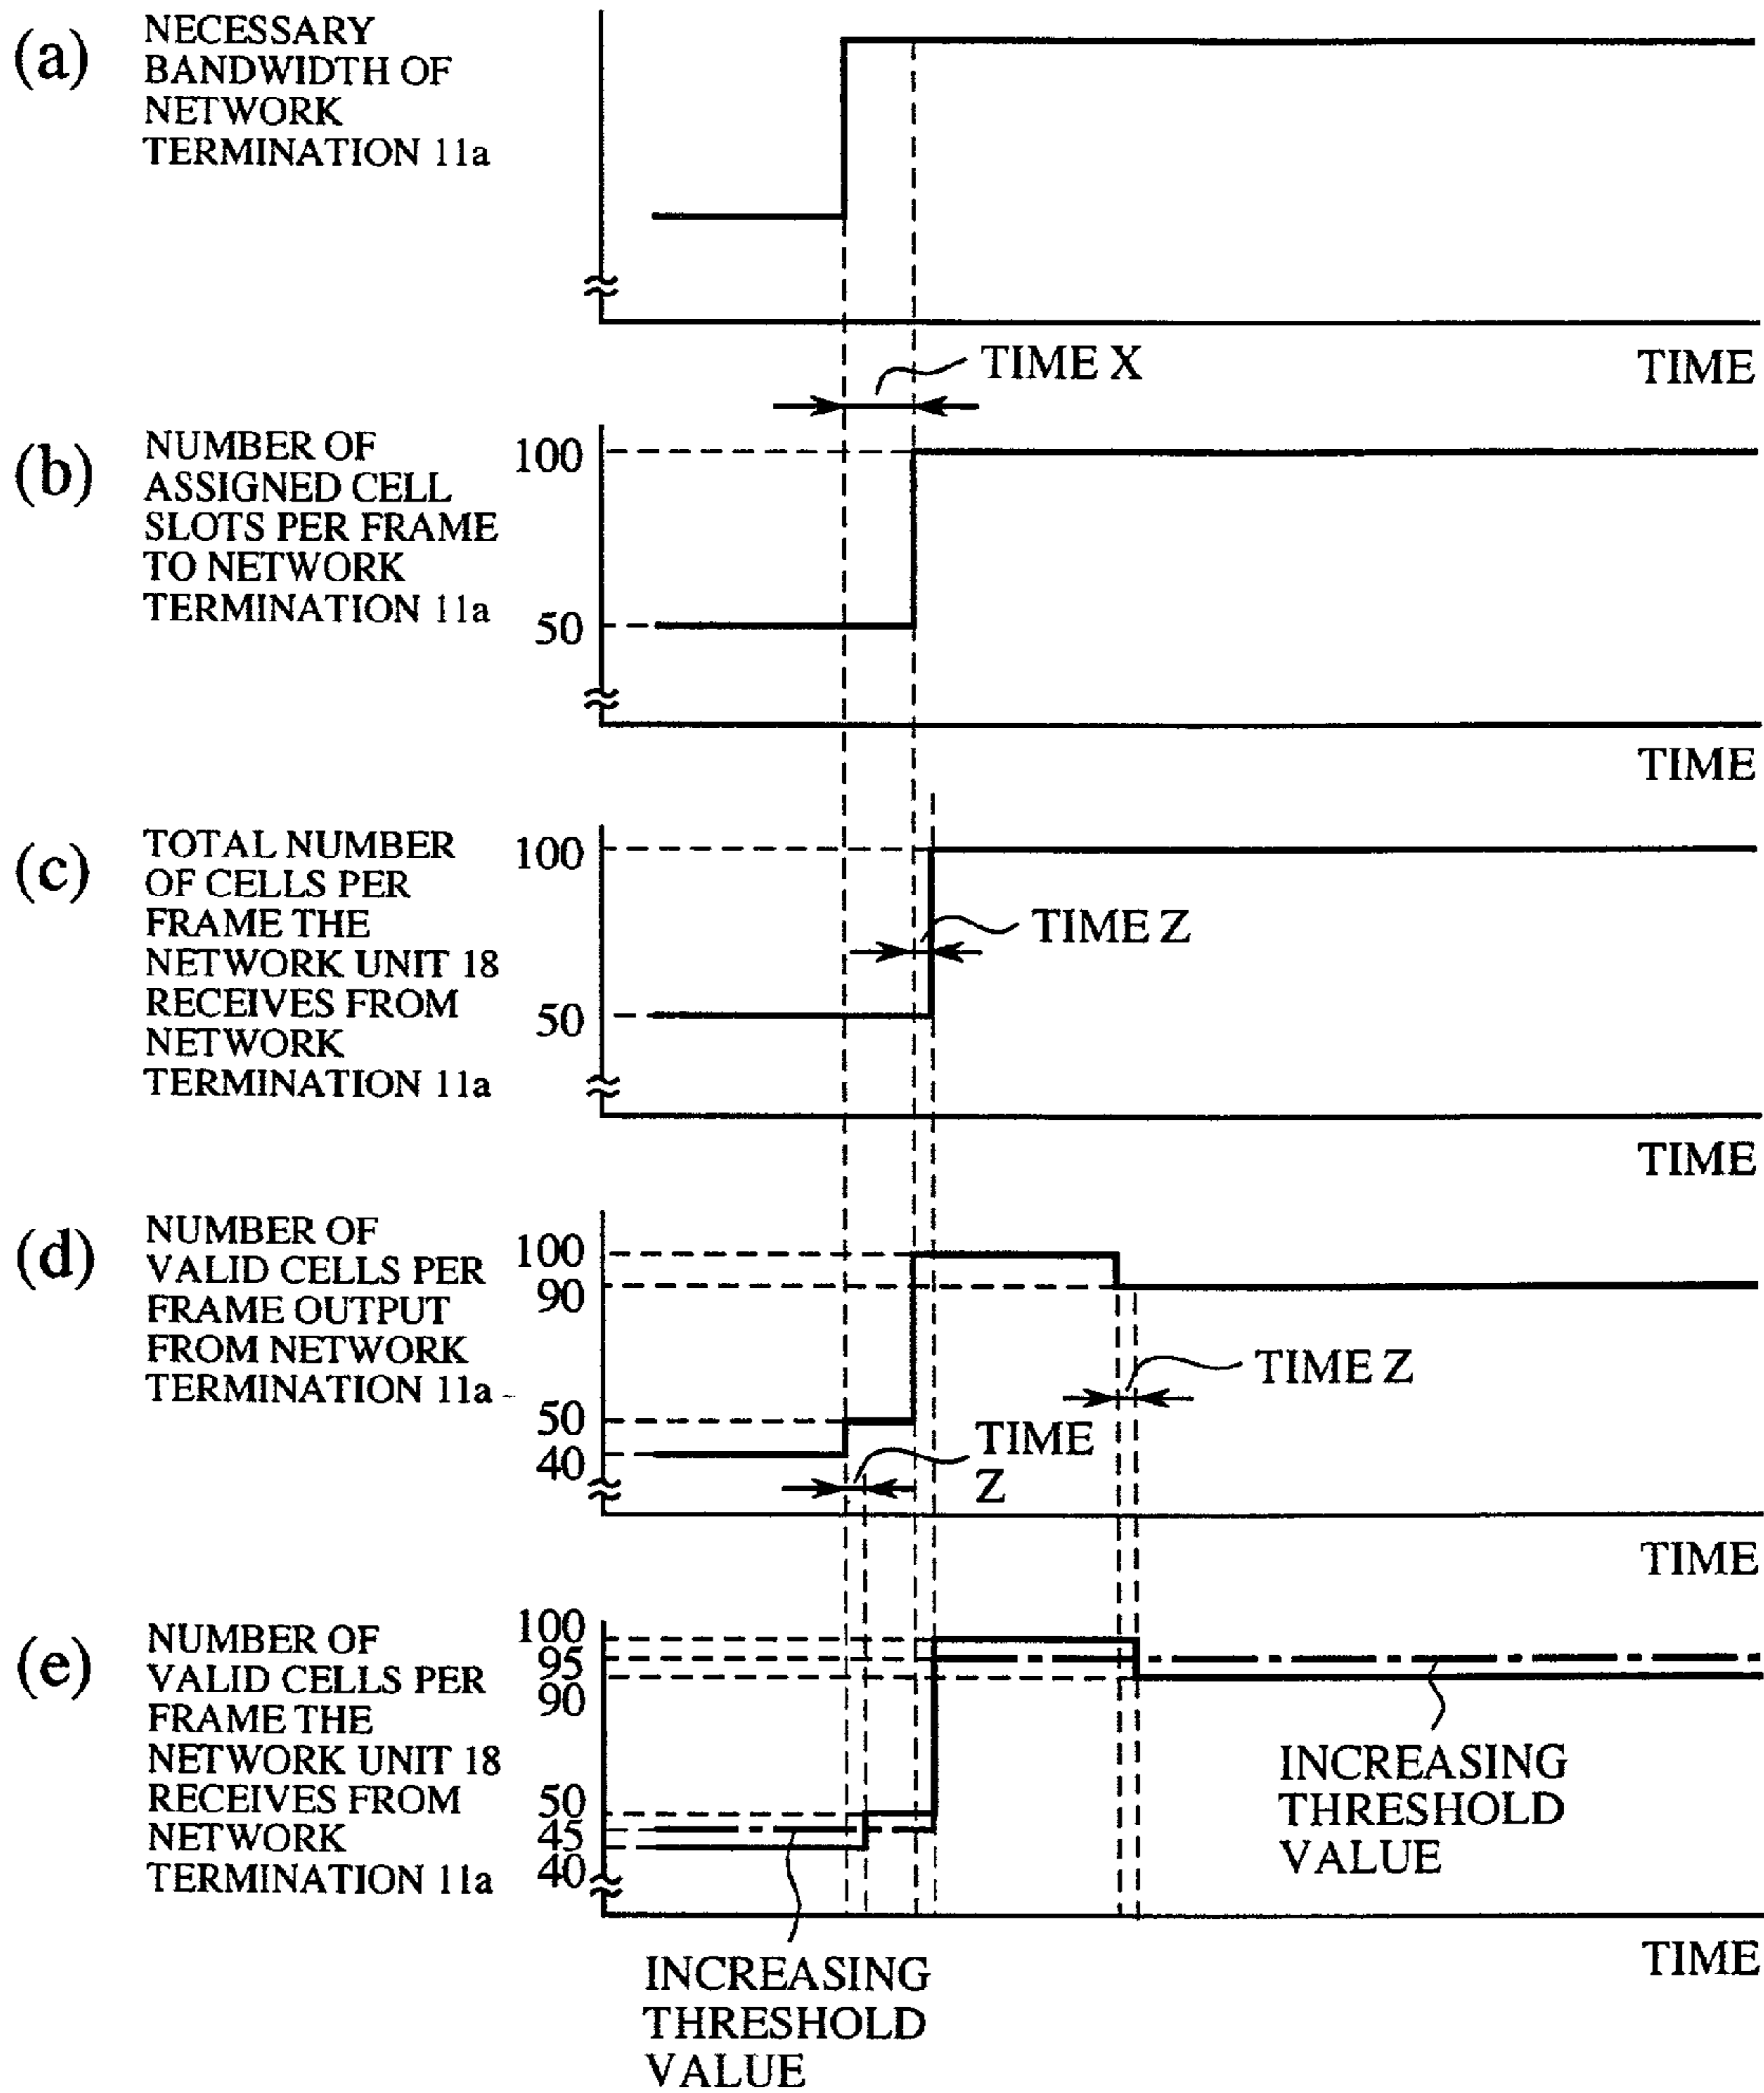 (a)
NECESSARY
BANDWIDTH OF
NETWORK
TERMINATION 11a
TIME
TIME X
(b)
NUMBER OF
ASSIGNED CELL
SLOTS PER FRAME
TO NETWORK
TERMINATION 11a
100
50
TIME
(c)
TOTAL NUMBER
OF CELLS PER
FRAME THE
NETWORK UNIT 18
RECEIVES FROM
NETWORK
TERMINATION 11a
100
50
TIME Z
TIME
(d)
NUMBER OF
VALID CELLS PER
FRAME OUTPUT
FROM NETWORK
TERMINATION 11a
100
90
50
40
TIME Z
TIME
Z
TIME
(e)
NUMBER OF
VALID CELLS PER
FRAME THE
NETWORK UNIT 18
RECEIVES FROM
NETWORK
TERMINATION 11a
100
95
90
50
45
40
INCREASING
THRESHOLD
VALUE
TIME
INCREASING
THRESHOLD
VALUE